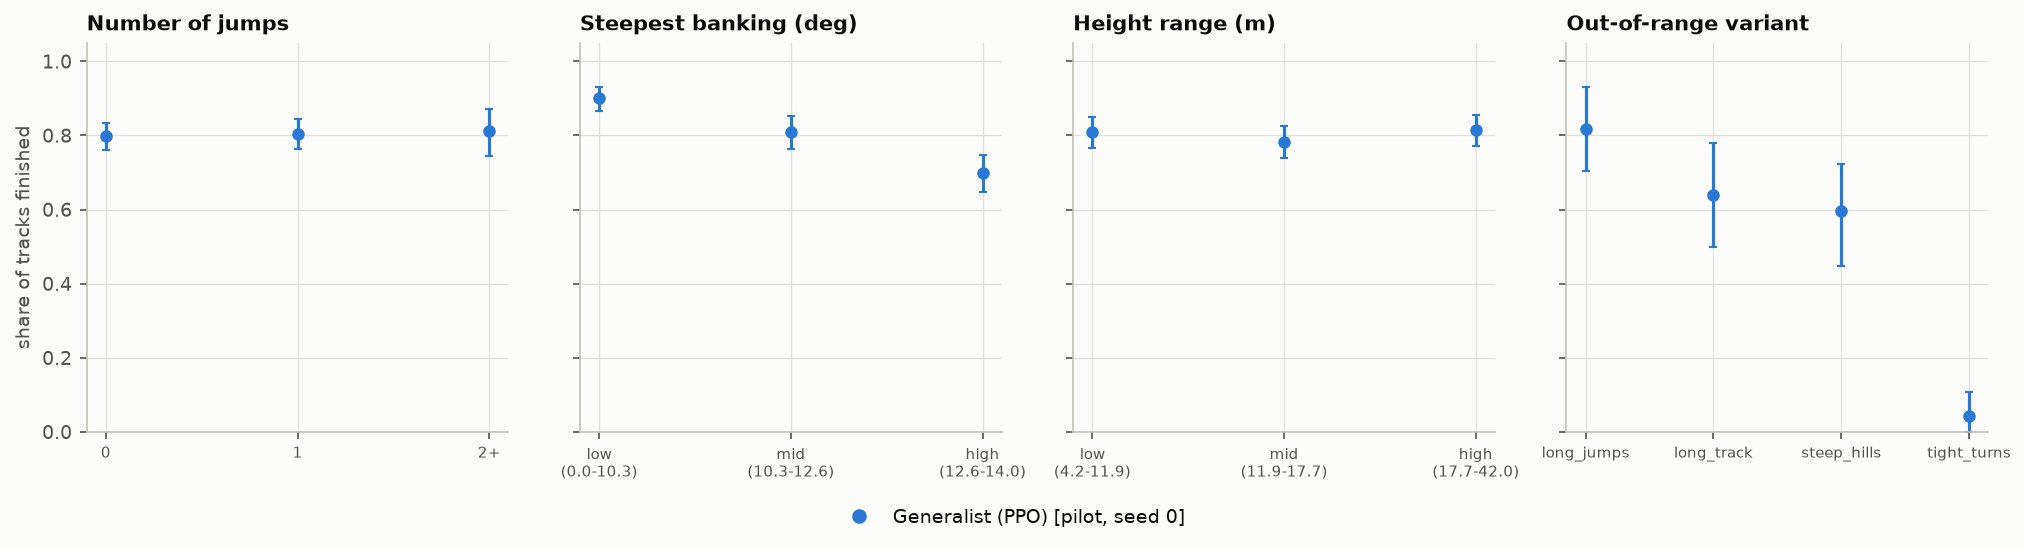 Number of jumps
Steepest banking (deg)
Height range (m)
Out-of-range variant
share of tracks finished
1.0
0.8
0.6
0.4
0.2
0.0
0
1
2+
low
(0.0-10.3)
mid
(10.3-12.6)
high
(12.6-14.0)
low
(4.2-11.9)
mid
(11.9-17.7)
high
(17.7-42.0)
long_jumps
long_track
steep_hills
tight_turns
Generalist (PPO) [pilot, seed 0]